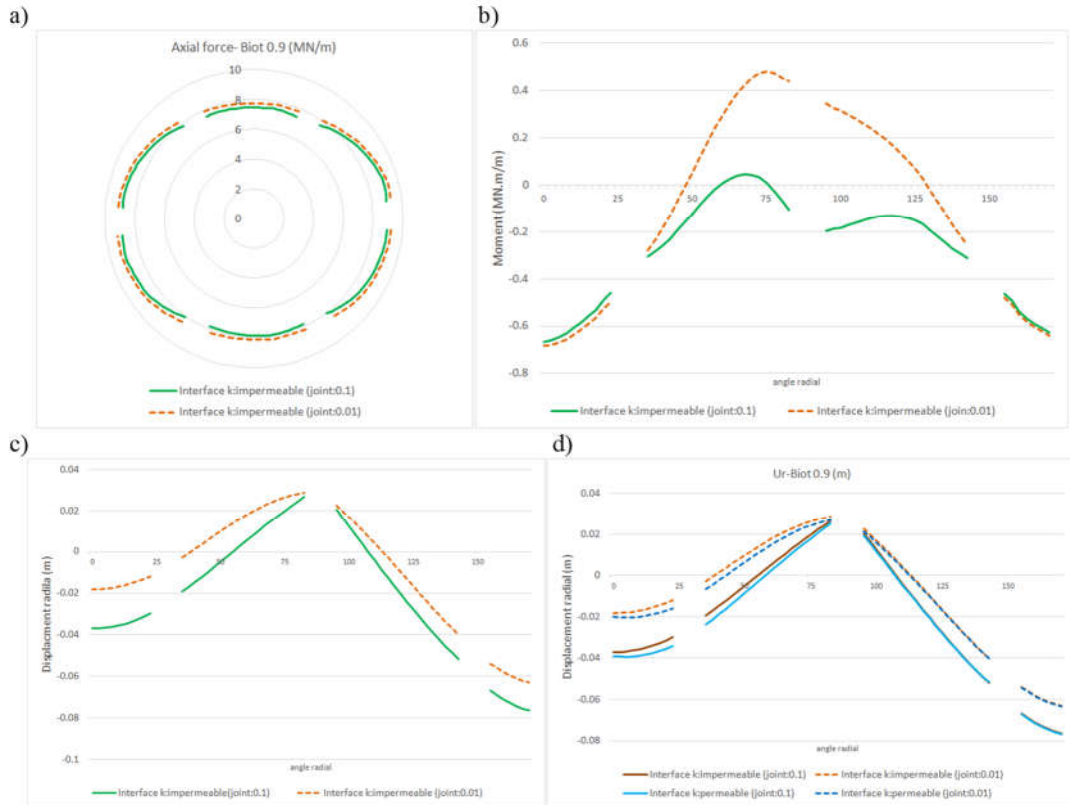 a)
Axial force- Biot 0.9 (MN/m)
10
8
6
4
2
0
Interface k:impermeable (joint:0.1)
Interface k:impermeable (joint:0.01)
b)
0.6
0.4
0.2
0
-0.2
-0.4
-0.6
-0.8
Moment(MN.m/m)
0 25 50 75 100 125 150
angle radial
Interface k:impermeable (joint:0.1) Interface k:impermeable (join:0.01)
c)
0.04
0.02
0
-0.02
-0.04
-0.06
-0.08
-0.1
Displacment radila (m)
0 25 50 75 100 125 150
angle radial
Interface k:impermeable(joint:0.1) Interface k:impermeable (joint:0.01)
d)
Ur-Biot 0.9 (m)
0.04
0.02
0
-0.02
-0.04
-0.06
-0.08
Displacement radial(m)
0 25 50 75 100 125 150
angle radial
Interface k:impermeable (joint:0.1) Interface k:impermeable (joint:0.01)
Interface k:permeable (joint:0.1) Interface k:permeable (joint:0.01)